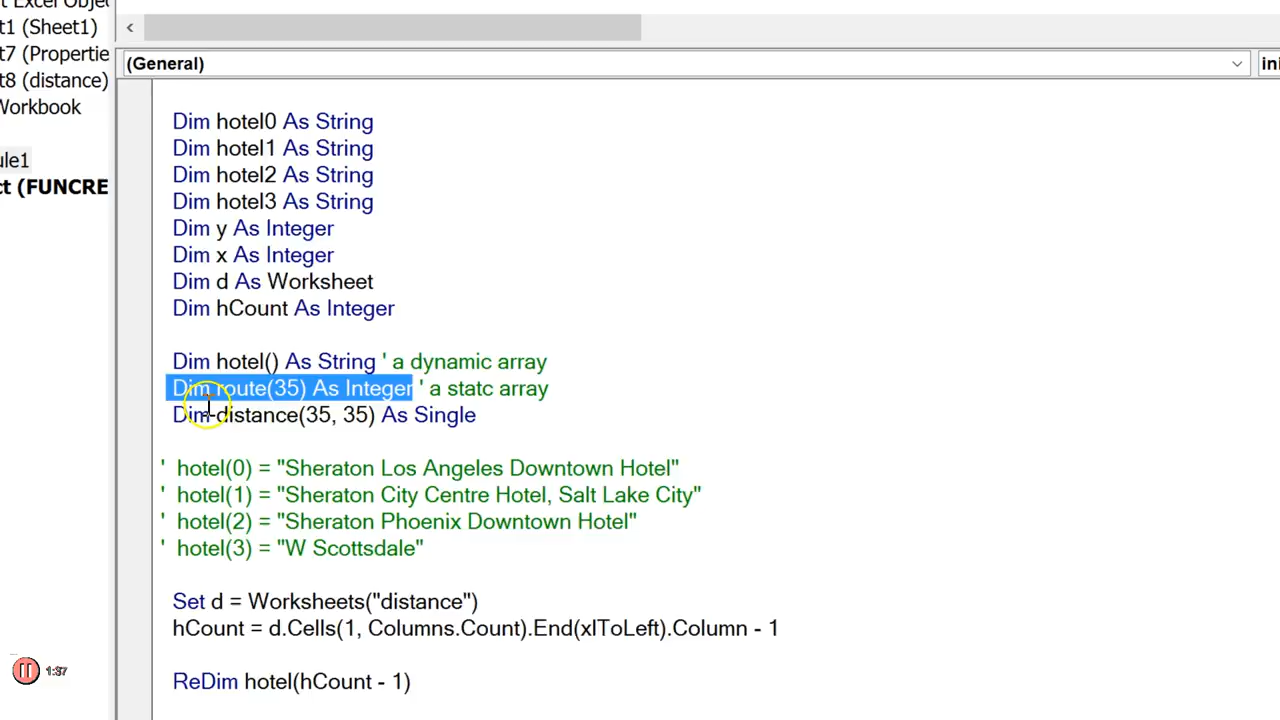 t Excel Obje
t1 (Sheet1)
t7 (Propertie
t8 (distance)
Workbook
ule1
ct (FUNCRE
(General)
ini
Dim hotel0 As String
Dim hotel1 As String
Dim hotel2 As String
Dim hotel3 As String
Dim y As Integer
Dim x As Integer
Dim d As Worksheet
Dim hCount As Integer
Dim hotel() As String ' a dynamic array
Dim route(35) As Integer ' a statc array
Dim distance(35, 35) As Single
' hotel(0) = "Sheraton Los Angeles Downtown Hotel"
' hotel(1) = "Sheraton City Centre Hotel, Salt Lake City"
' hotel(2) = "Sheraton Phoenix Downtown Hotel"
' hotel(3) = "W Scottsdale"
Set d = Worksheets("distance")
hCount = d.Cells(1, Columns.Count).End(xlToLeft).Column - 1
ReDim hotel(hCount - 1)
1:37